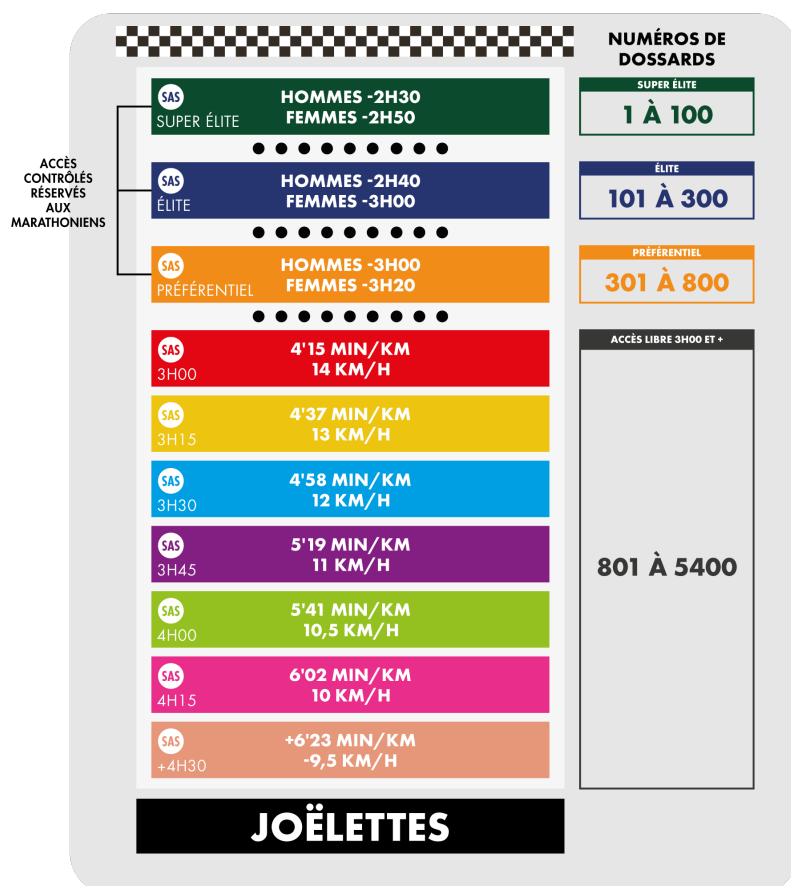 NUMÉROS DE
DOSSARDS
ACCÈS
CONTRÔLÉS
RÉSERVÉS
AUX
MARATHONIENS
SAS
SUPER ÉLITE
HOMMES -2H30
FEMMES -2H50
SUPER ÉLITE
1 À 100
SAS
ÉLITE
HOMMES -2H40
FEMMES -3H00
ÉLITE
101 À 300
SAS
PRÉFÉRENTIEL
HOMMES -3H00
FEMMES -3H20
PRÉFÉRENTIEL
301 À 800
SAS
3H00
4'15 MIN/KM
14 KM/H
SAS
3H15
4'37 MIN/KM
13 KM/H
SAS
3H30
4'58 MIN/KM
12 KM/H
SAS
3H45
5'19 MIN/KM
11 KM/H
SAS
4H00
5'41 MIN/KM
10,5 KM/H
SAS
4H15
6'02 MIN/KM
10 KM/H
SAS
+4H30
+6'23 MIN/KM
-9,5 KM/H
ACCÈS LIBRE 3H00 ET +
801 À 5400
JOËLETTES